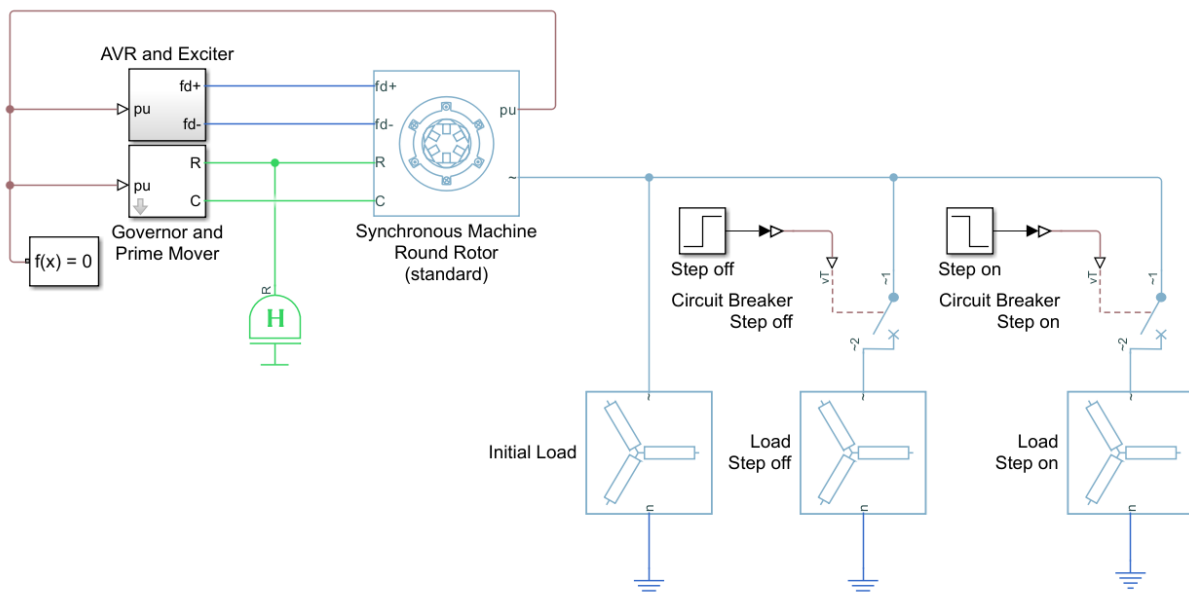 AVR and Exciter
fd+
pu
fd-
R
pu
C
Governor and
Prime Mover
f(x) = 0
R
H
fd+
fd-
R
C
pu
~
Synchronous Machine
Round Rotor
(standard)
Step off
Circuit Breaker
Step off
vT
~1
~2
Step on
Circuit Breaker
Step on
vT
~1
~2
Initial Load
~
n
Load
Step off
~
n
Load
Step on
~
n